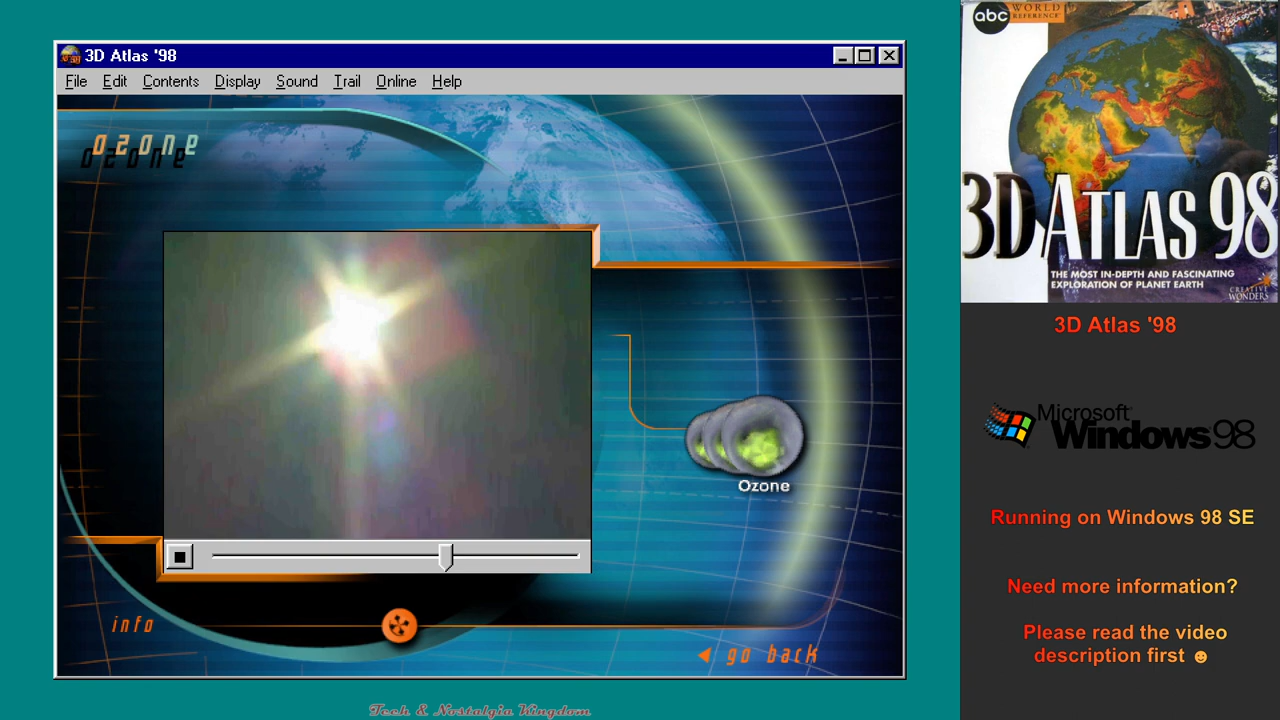 3D Atlas '98
File Edit Contents Display Sound Trail Online Help
ozone
Ozone
info
go back
Tech & Nostalgia Kingdom
abc WORLD
REFERENCE
3D ATLAS 98
THE MOST IN-DEPTH AND FASCINATING
EXPLORATION OF PLANET EARTH
CREATIVE
WONDERS
3D Atlas '98
Microsoft
Windows 98
Running on Windows 98 SE
Need more information?
Please read the video
description first ☻